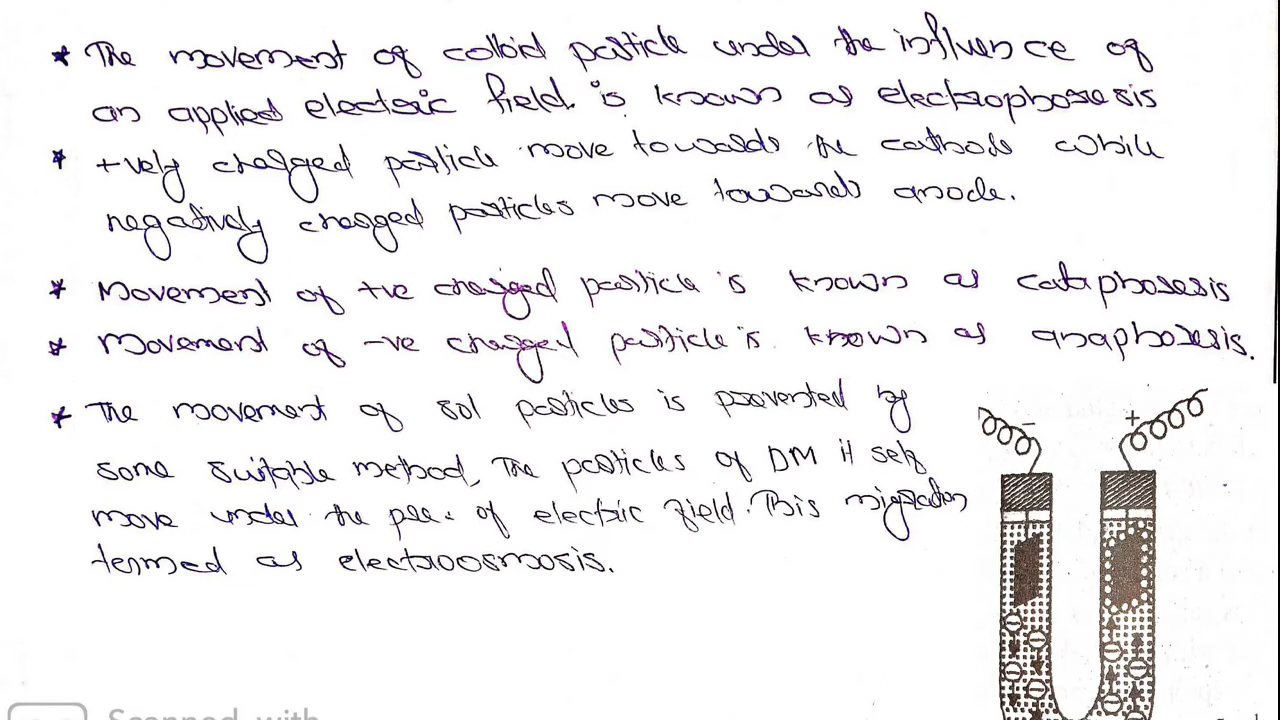 * The movement of colloid particle under the influence of
an applied electric field. is known as electrophoresis
* +vely charged particle move towards the cathode while
negatively charged particles move towards anode.
* Movement of +ve charged particle is known as cataphoresis
* Movement of -ve charged particle is known as anaphoresis.
* The movement of sol particles is prevented by
some suitable method, The particles of DM it self
move under the of electric field. This migration
termed as electroosmosis.
- +
Scanned with